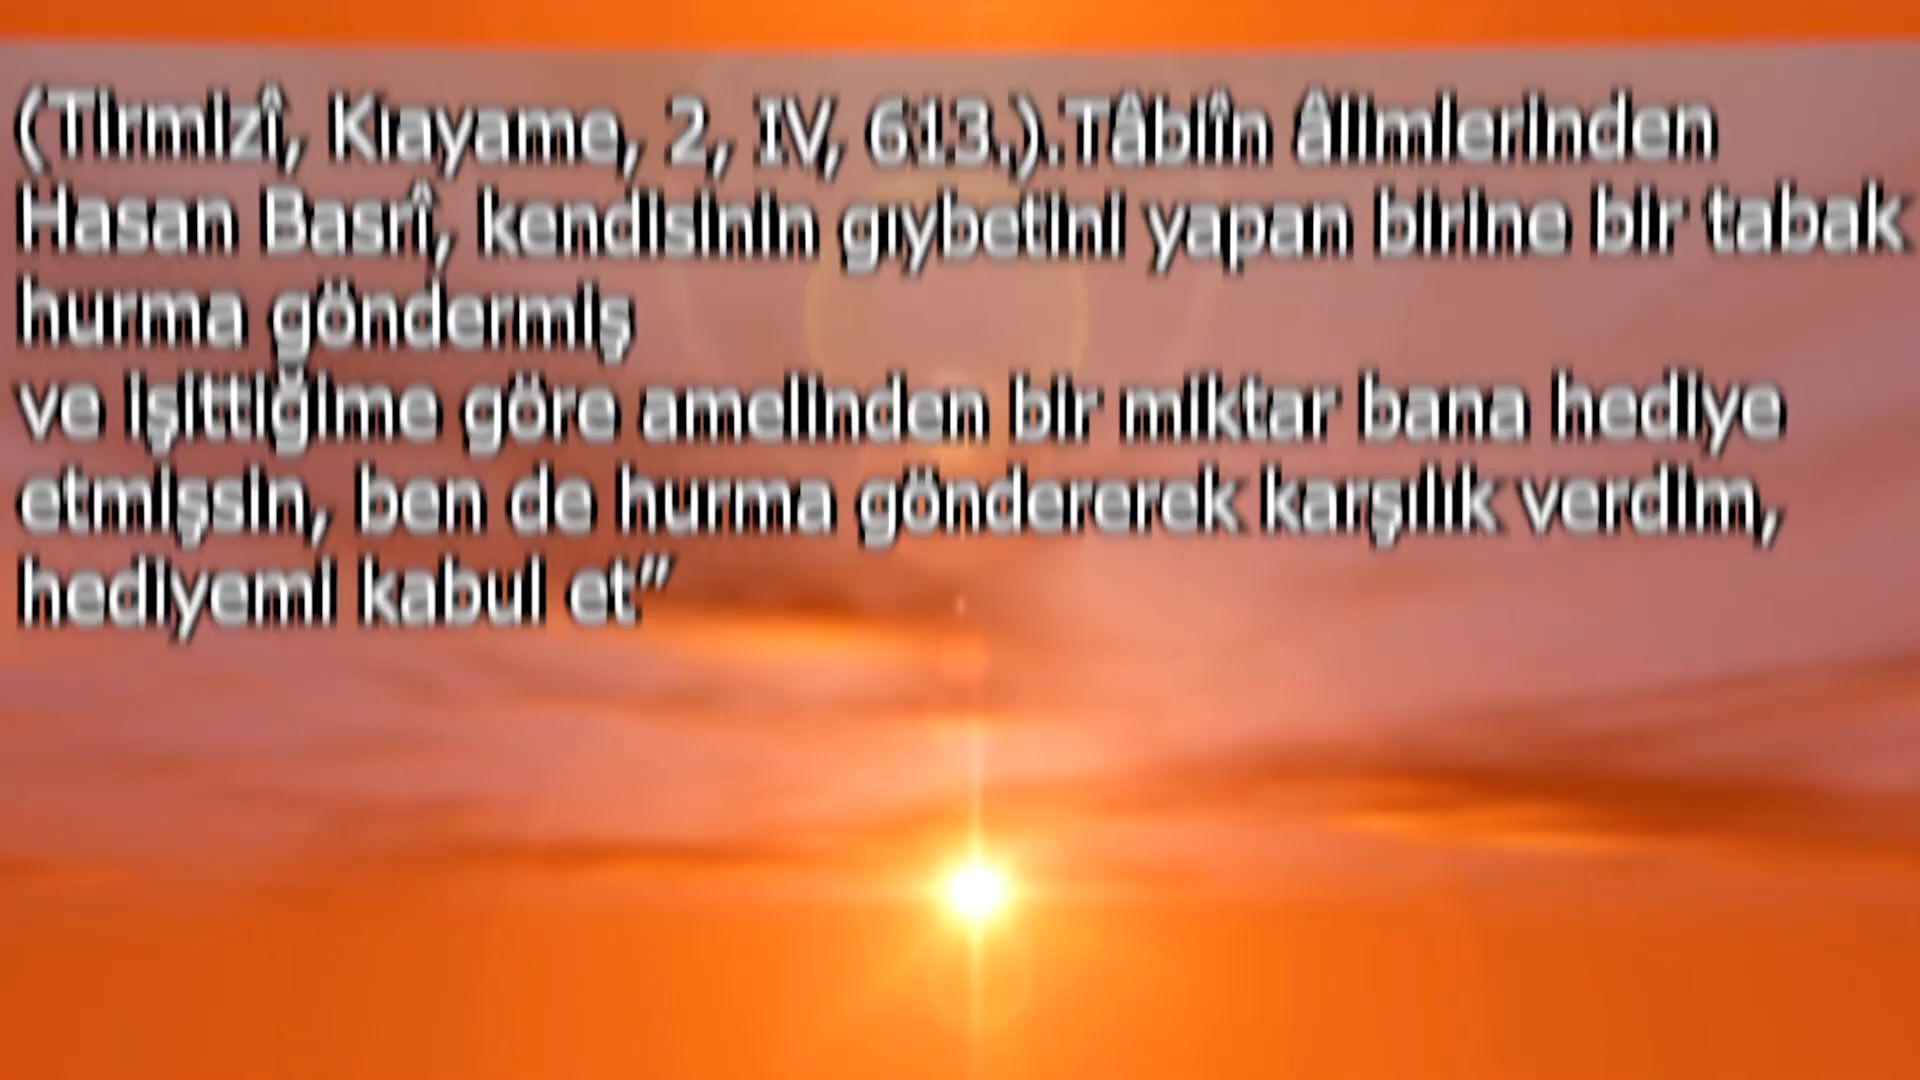 (Tirmizî, Kıayame, 2, IV, 613.).Tâbiîn âlimlerinden
Hasan Basrî, kendisinin gıybetini yapan birine bir tabak
hurma göndermiş
ve işittiğime göre amelinden bir miktar bana hediye
etmişsin, ben de hurma göndererek karşılık verdim,
hediyemi kabul et”